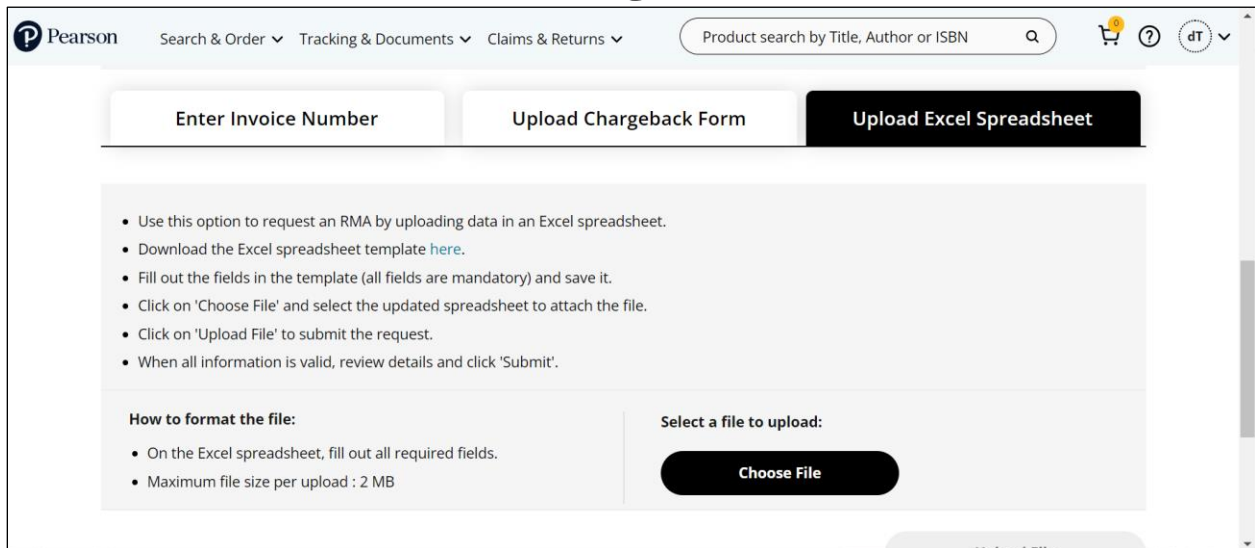 Pearson
Search & Order
Tracking & Documents
Claims & Returns
Product search by Title, Author or ISBN
0
?
dT
Enter Invoice Number
Upload Chargeback Form
Upload Excel Spreadsheet
• Use this option to request an RMA by uploading data in an Excel spreadsheet.
• Download the Excel spreadsheet template here.
• Fill out the fields in the template (all fields are mandatory) and save it.
• Click on 'Choose File' and select the updated spreadsheet to attach the file.
• Click on 'Upload File' to submit the request.
• When all information is valid, review details and click 'Submit'.
How to format the file:
• On the Excel spreadsheet, fill out all required fields.
• Maximum file size per upload : 2 MB
Select a file to upload:
Choose File